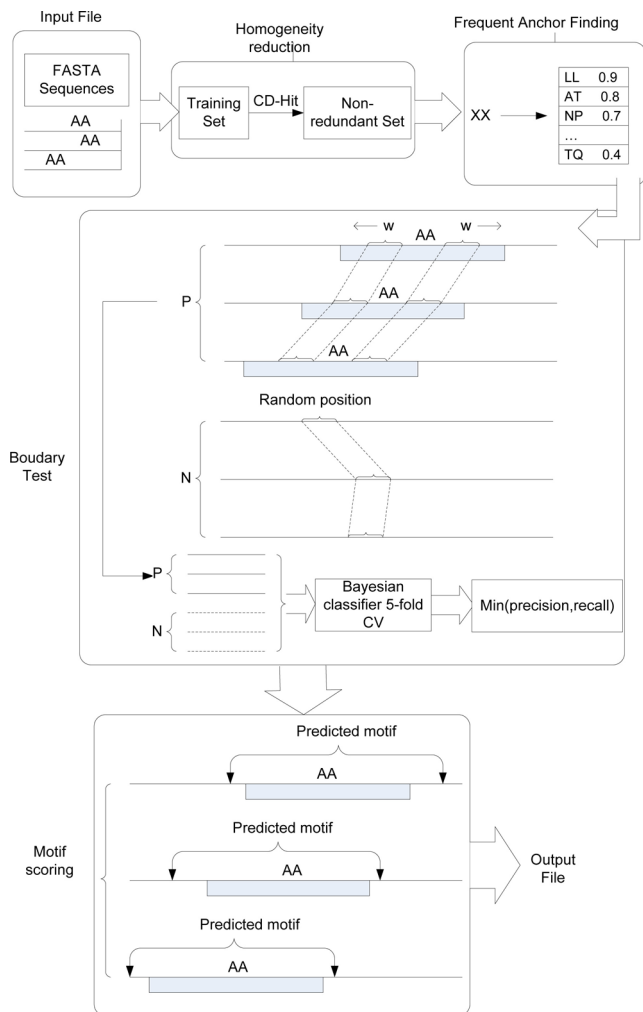 Input File
FASTA
Sequences
AA
AA
AA
Homogeneity
reduction
Training
Set
CD-Hit
Non-
redundant Set
Frequent Anchor Finding
XX
LL 0.9
AT 0.8
NP 0.7
...
TQ 0.4
Boudary
Test
w w
AA
P
AA
AA
Random position
N
P
N
Bayesian
classifier 5-fold
CV
Min(precision,recall)
Motif
scoring
Predicted motif
AA
Predicted motif
AA
Predicted motif
AA
Output
File